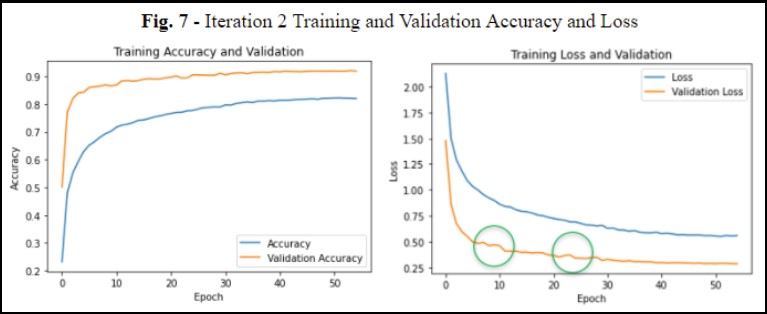 Fig. 7 - Iteration 2 Training and Validation Accuracy and Loss
Training Accuracy and Validation
0.9
0.8
0.7
0.6
0.5
0.4
0.3
0.2
Accuracy
Accuracy
Validation Accuracy
0 10 20 30 40 50
Epoch
Training Loss and Validation
2.00
1.75
1.50
1.25
1.00
0.75
0.50
0.25
Loss
Loss
Validation Loss
0 10 20 30 40 50
Epoch